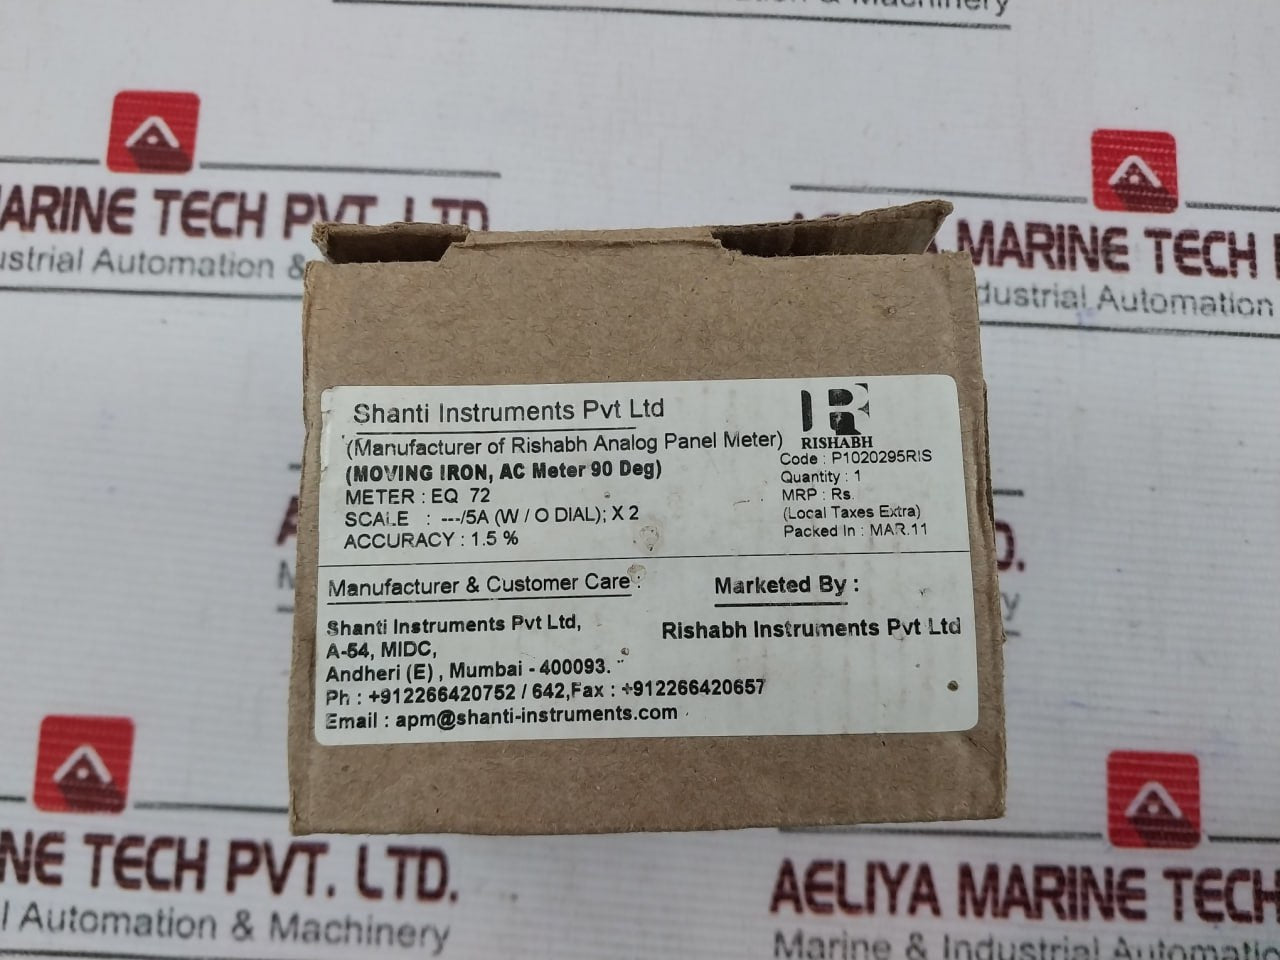 ation & Machinery
ARINE TECH PVT. LTD
ustrial Automation &
AELIYA MARINE TECH
dustrial Automation
Shanti Instruments Pvt Ltd
(Manufacturer of Rishabh Analog Panel Meter)
RISHABH
(MOVING IRON, AC Meter 90 Deg)
Code : P1020295RIS
METER : EQ 72
Quantity : 1
SCALE : ---/5A (W / O DIAL); X 2
MRP : Rs.
(Local Taxes Extra)
ACCURACY : 1.5 %
Packed In : MAR.11
Manufacturer & Customer Care :
Marketed By :
Shanti Instruments Pvt Ltd,
Rishabh Instruments Pvt Ltd
A-54, MIDC,
Andheri (E) , Mumbai - 400093.
Ph : +912266420752 / 642,Fax : +912266420657
Email : apm@shanti-instruments.com
NE TECH PVT. LTD.
l Automation & Machinery
AELIYA MARINE TECH
Marine & Industrial Automatio